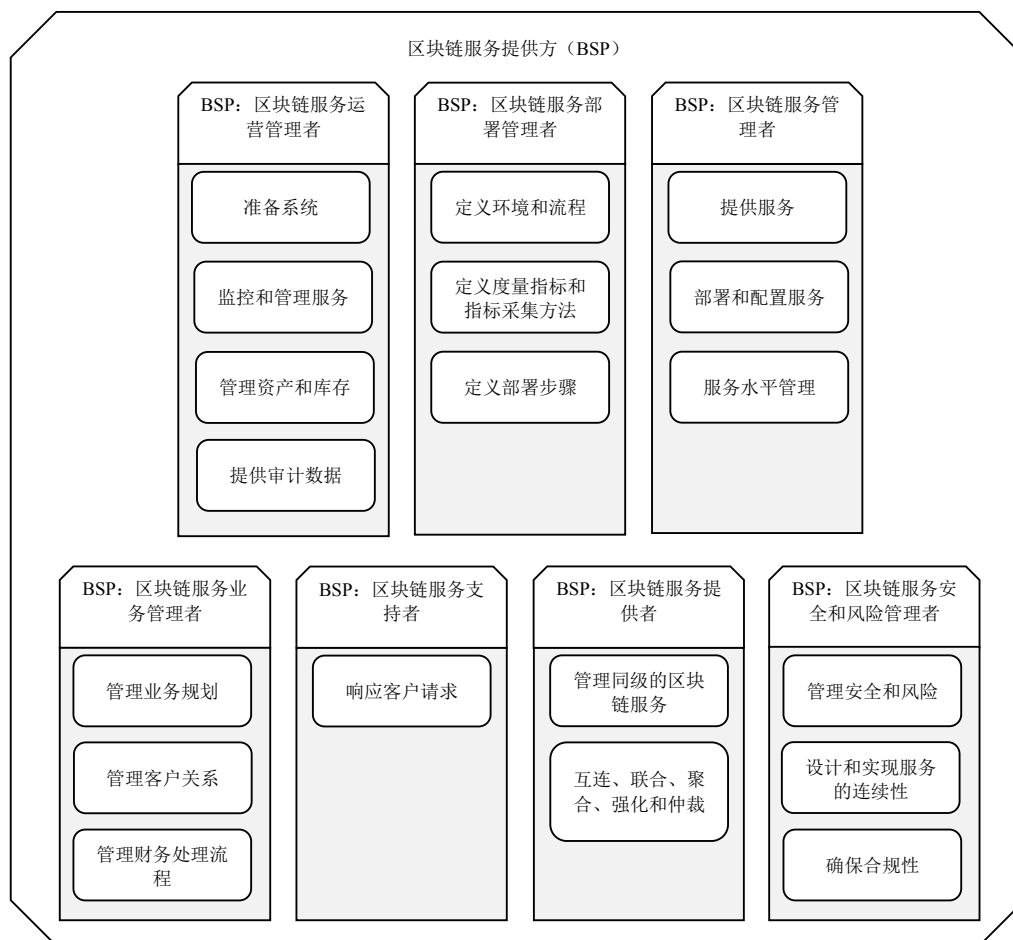 区块链服务提供方（BSP）
BSP：区块链服务运
营管理者
准备系统
监控和管理服务
管理资产和库存
提供审计数据
BSP：区块链服务部
署管理者
定义环境和流程
定义度量指标和
指标采集方法
定义部署步骤
BSP：区块链服务管
理者
提供服务
部署和配置服务
服务水平管理
BSP：区块链服务业
务管理者
管理业务规划
管理客户关系
管理财务处理流
程
BSP：区块链服务支
持者
响应客户请求
BSP：区块链服务提
供者
管理同级的区块
链服务
互连、联合、聚
合、强化和仲裁
BSP：区块链服务安
全和风险管理者
管理安全和风险
设计和实现服务
的连续性
确保合规性